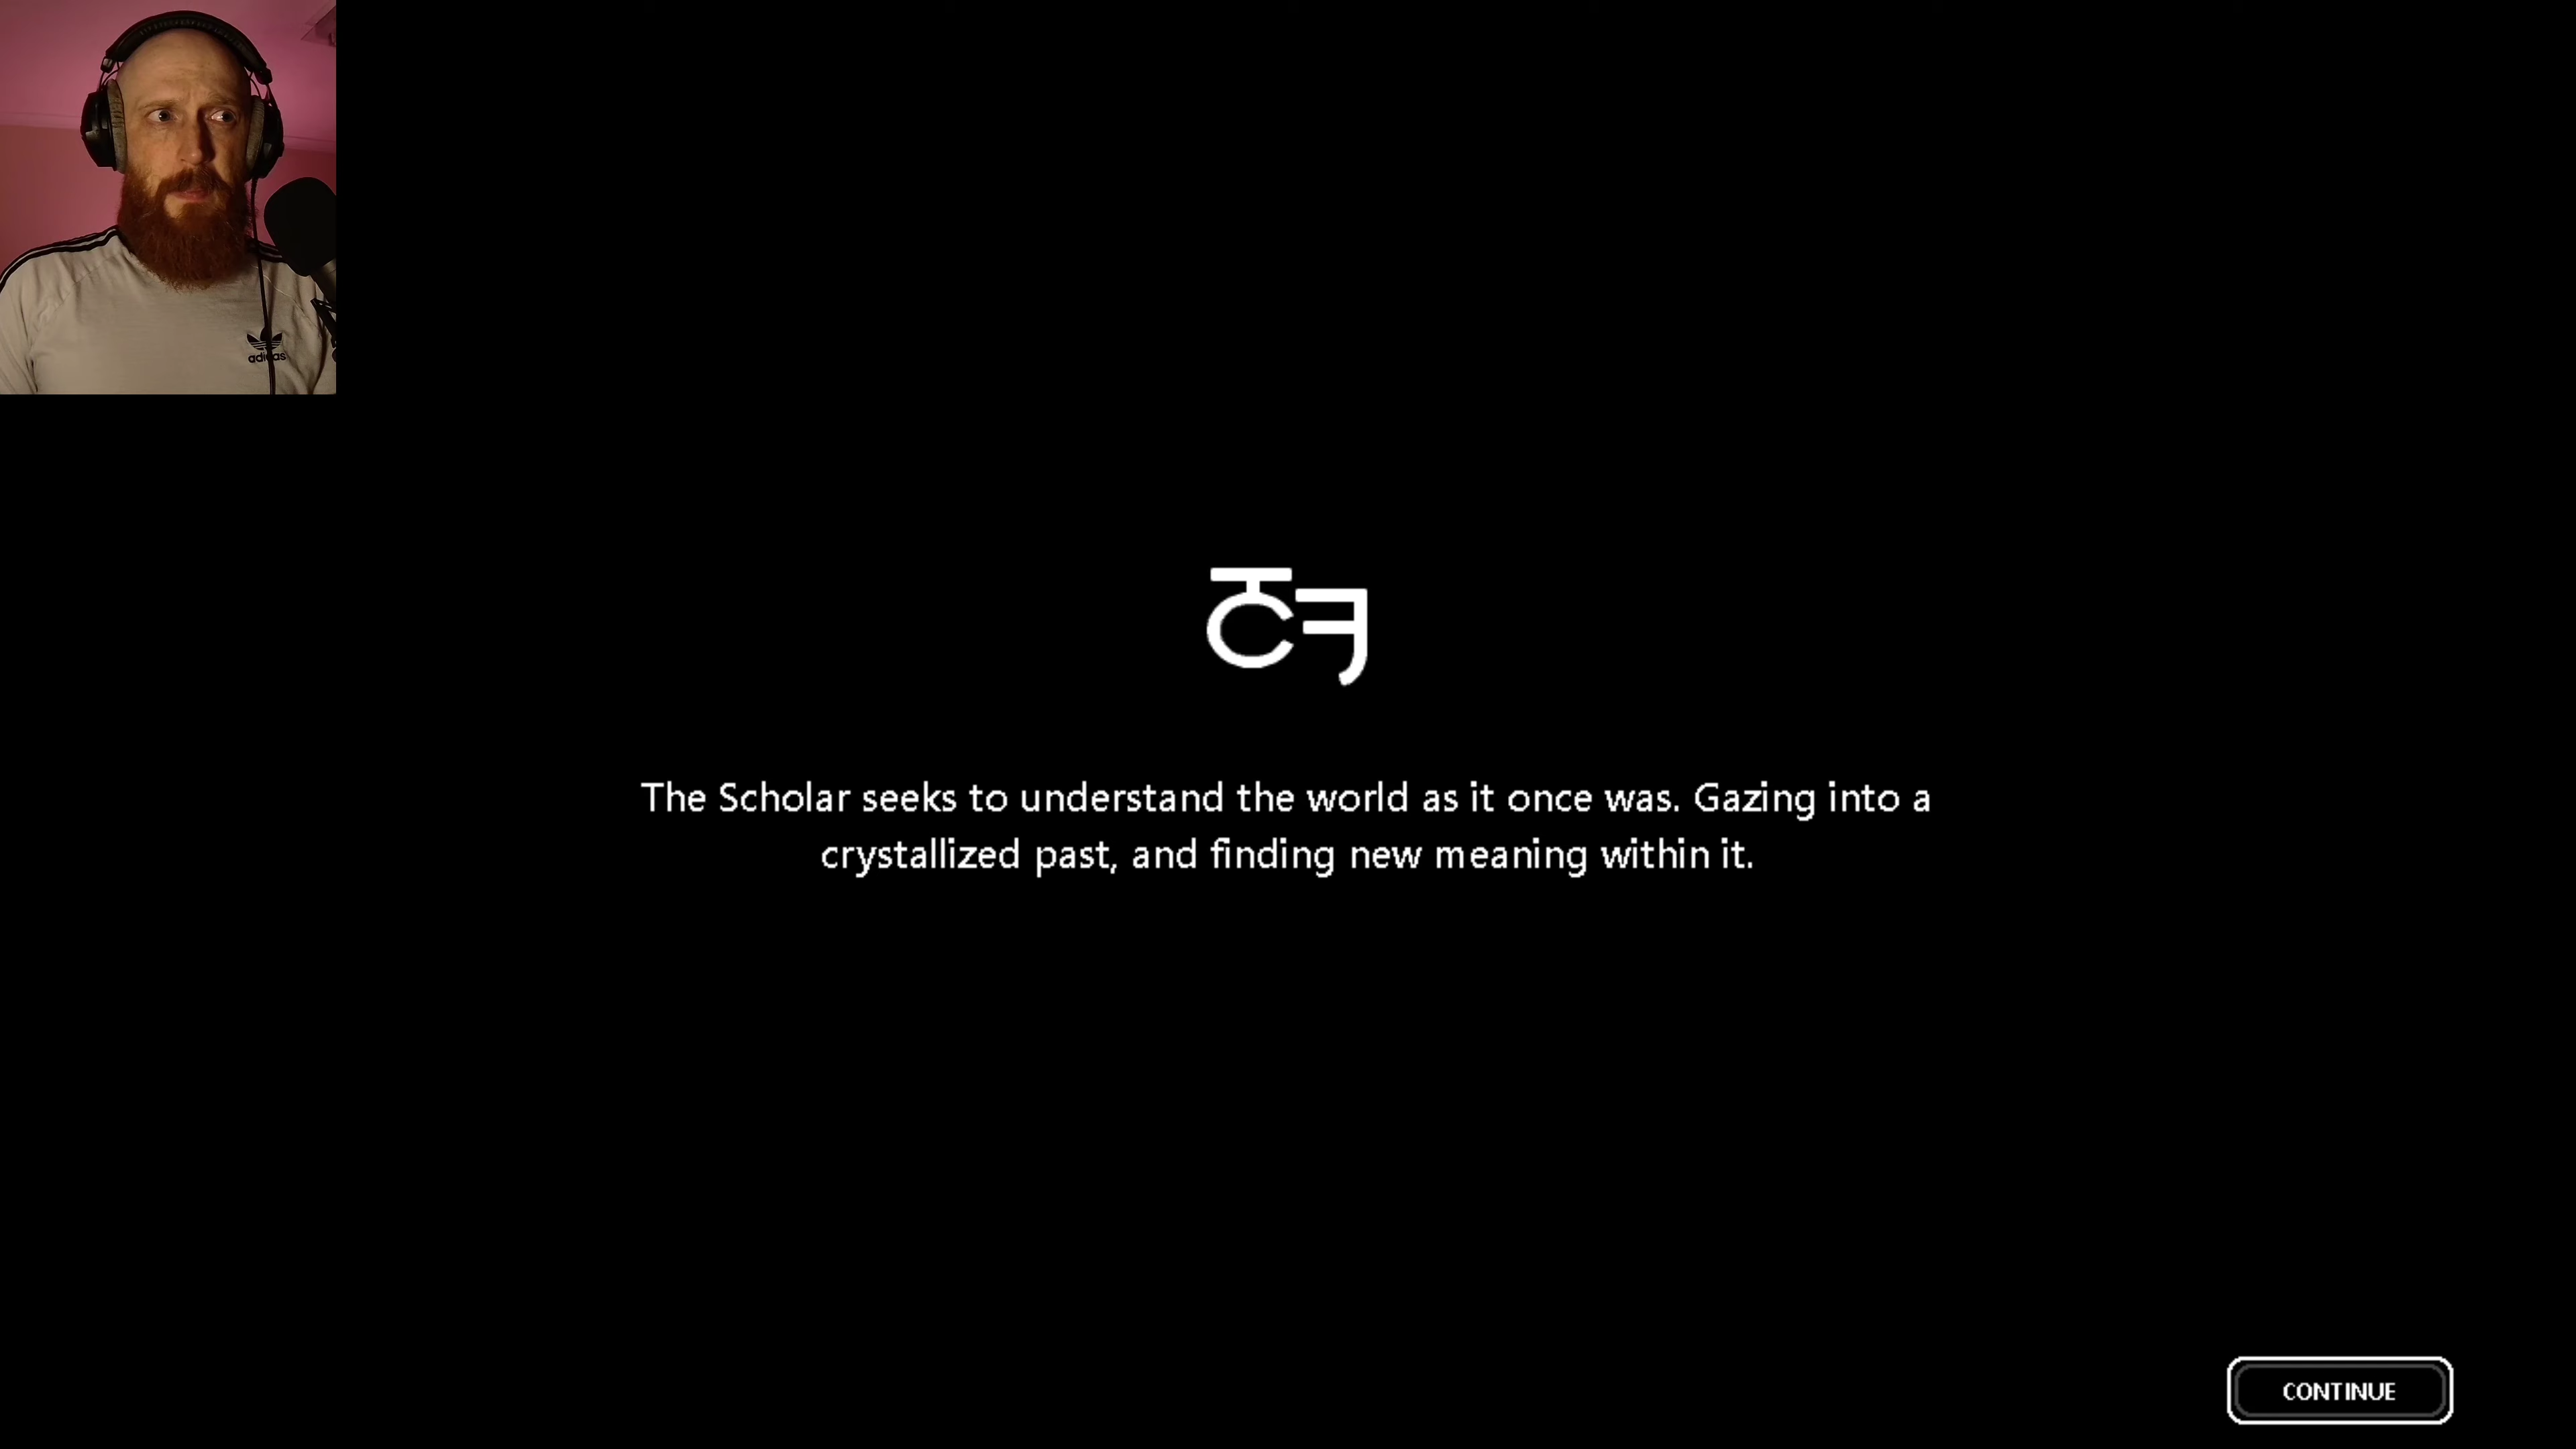 adidas
The Scholar seeks to understand the world as it once was. Gazing into a
crystallized past, and finding new meaning within it.
CONTINUE